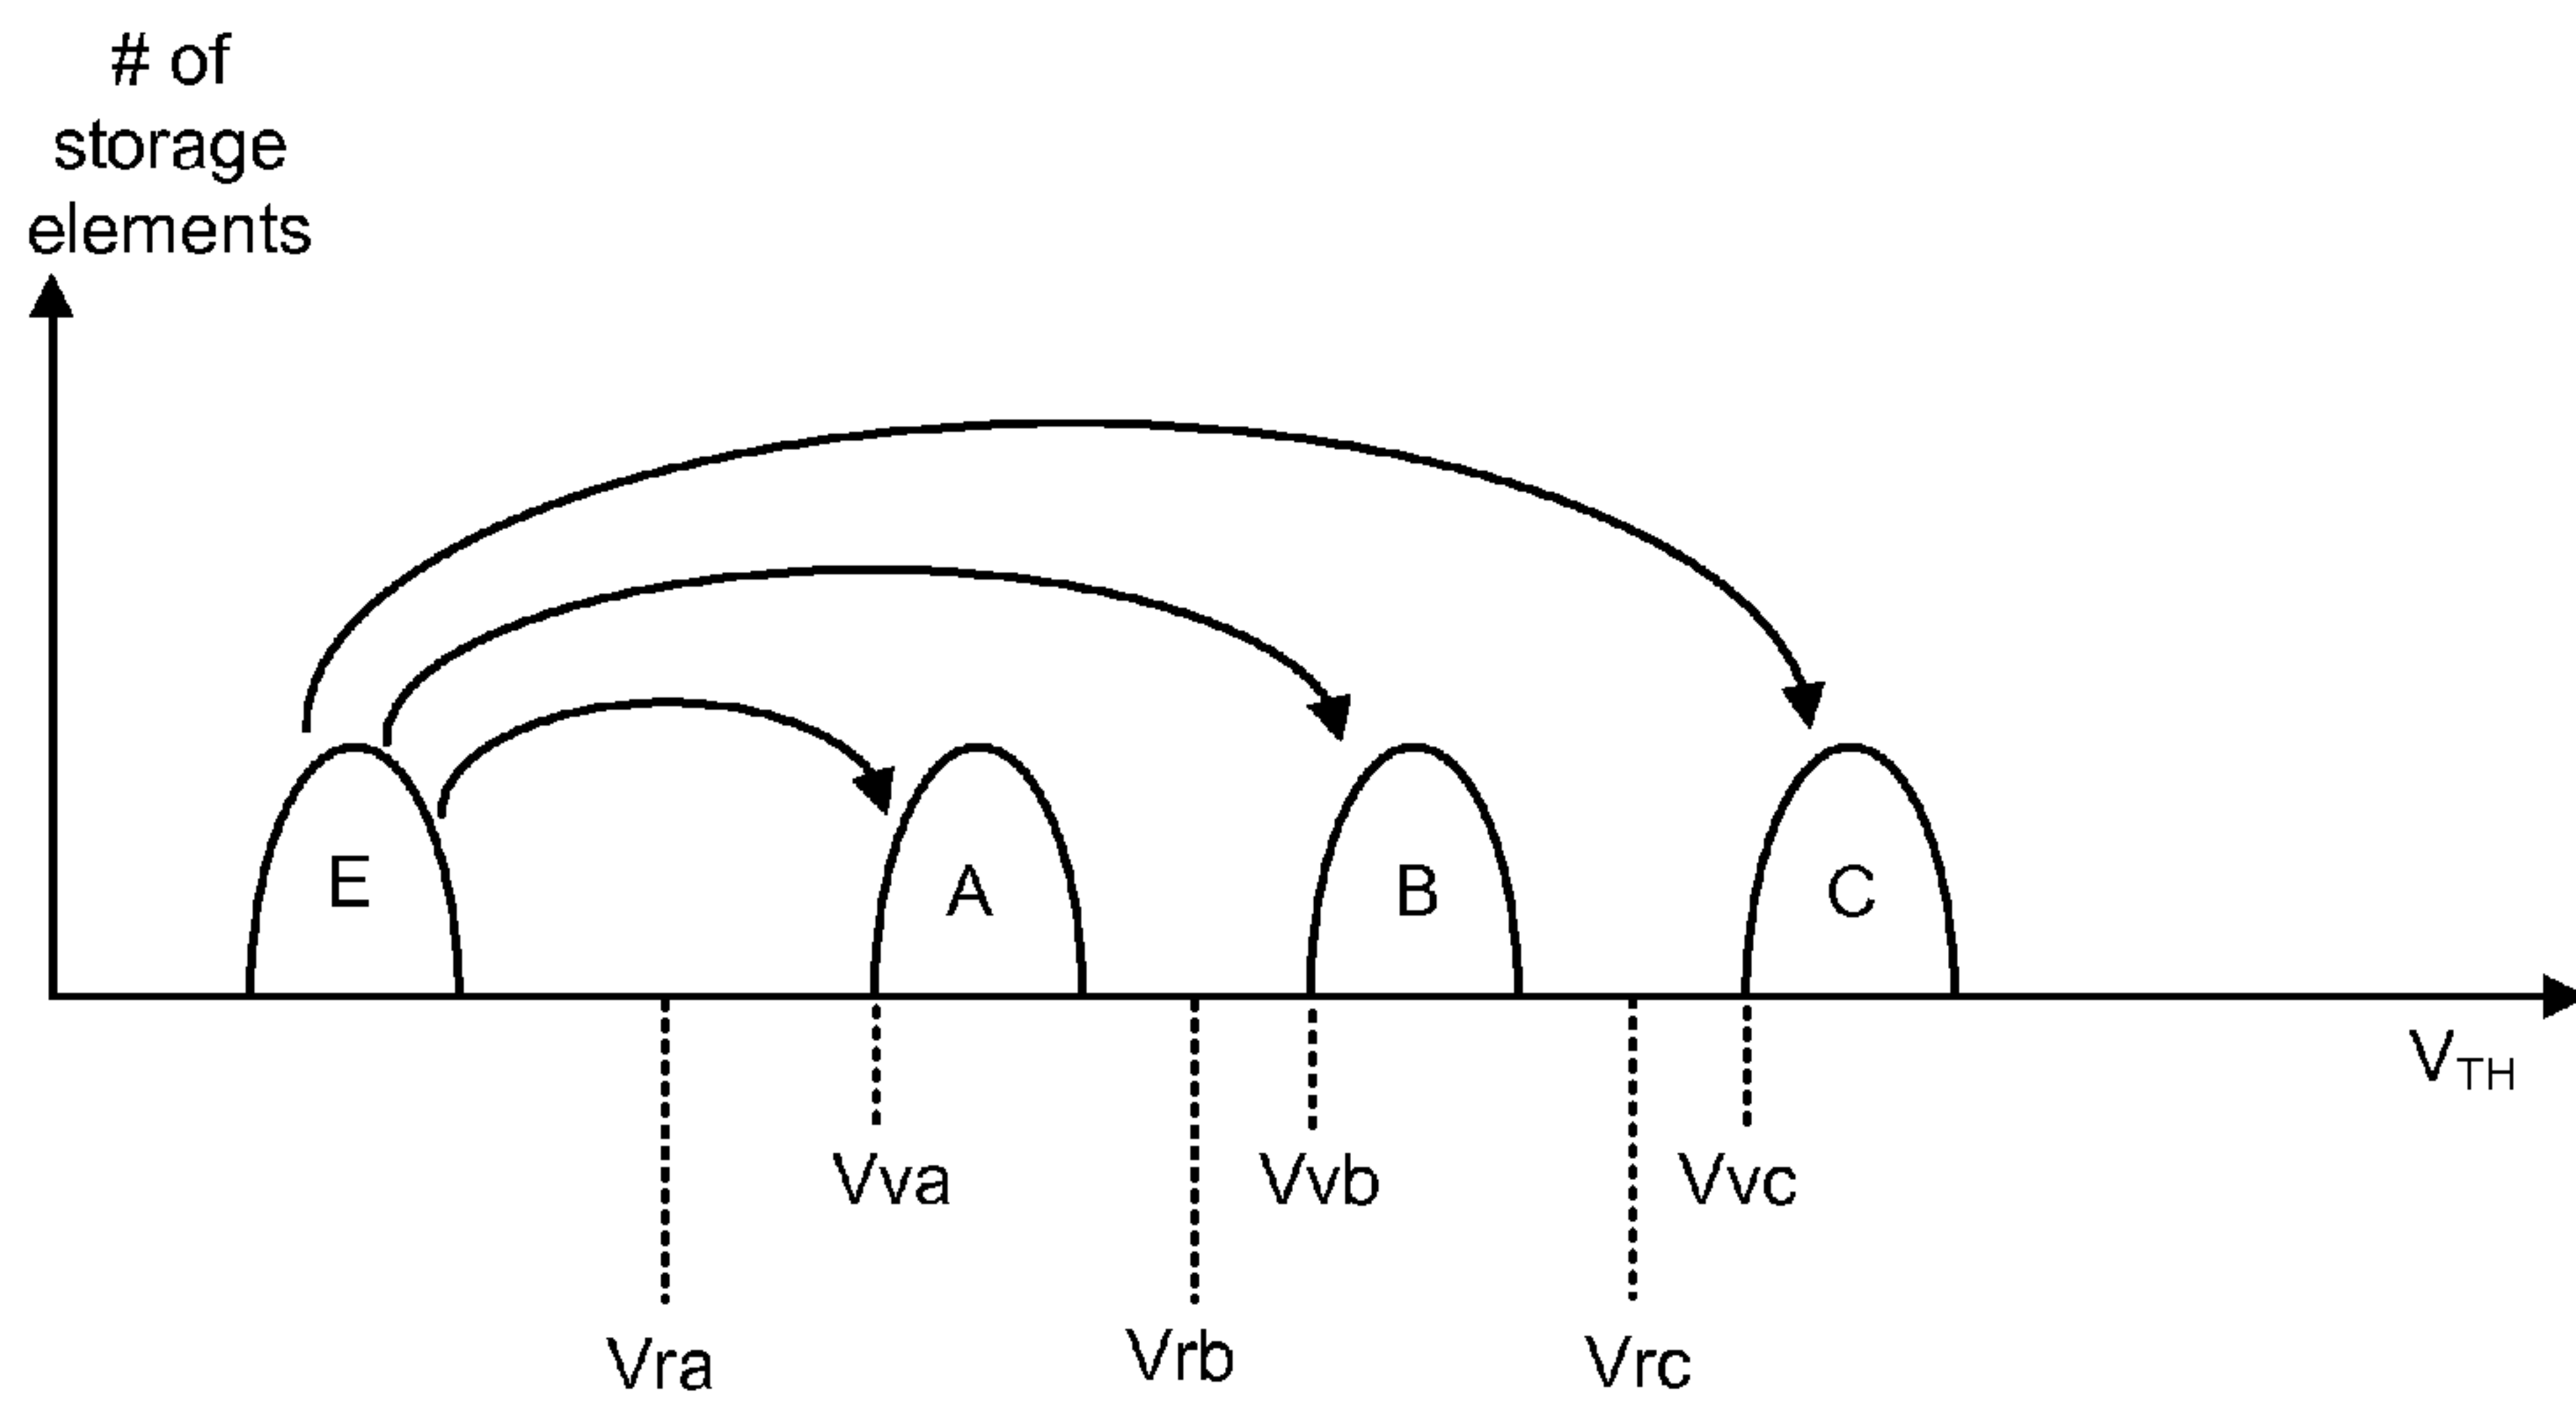 # of
storage
elements
E
A
B
C
VTH
Vva
Vvb
Vvc
Vra
Vrb
Vrc